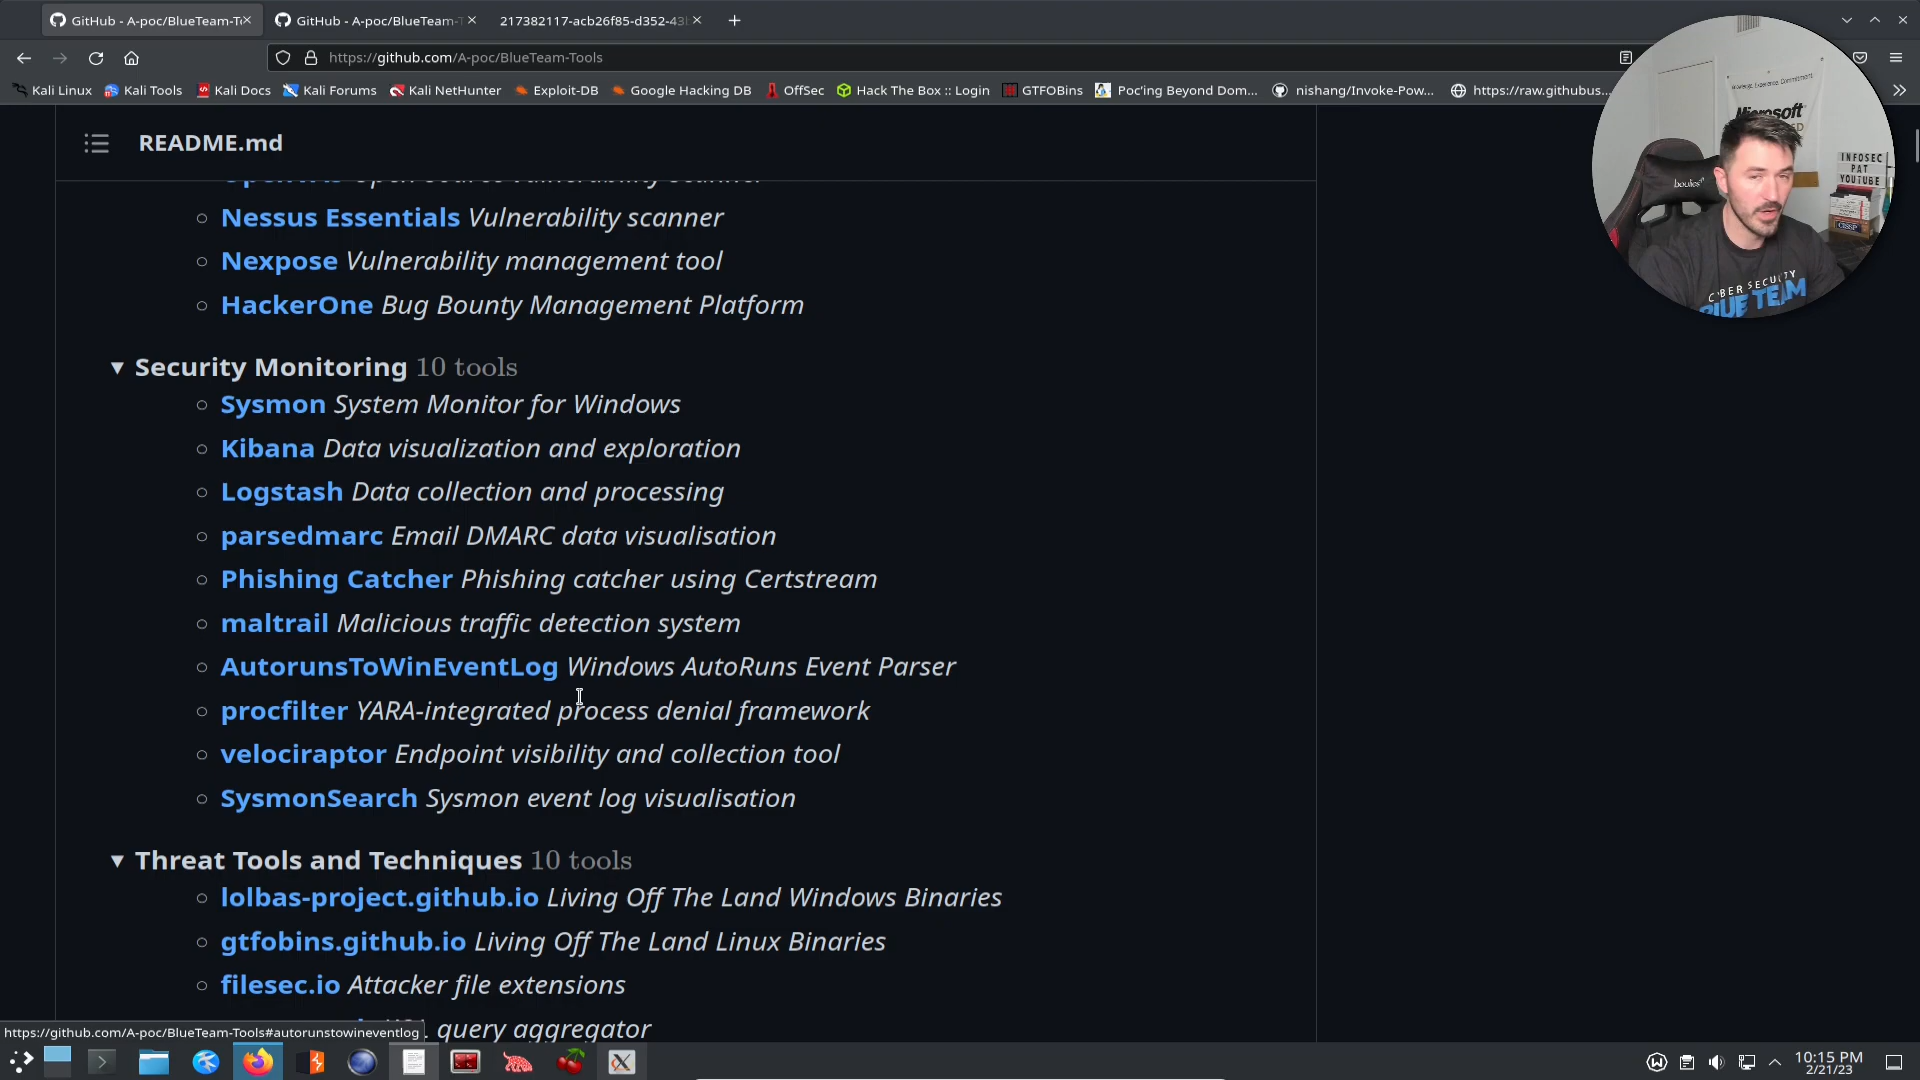 GitHub - A-poc/BlueTeam-To
GitHub - A-poc/BlueTeam-T
217382117-acb26f85-d352-43
https://github.com/A-poc/BlueTeam-Tools
Kali Linux Kali Tools Kali Docs Kali Forums Kali NetHunter Exploit-DB Google Hacking DB OffSec Hack The Box :: Login GTFOBins Poc'ing Beyond Dom... nishang/Invoke-Pow... https://raw.githubus...
README.md
Nessus Essentials Vulnerability scanner
Nexpose Vulnerability management tool
HackerOne Bug Bounty Management Platform
Security Monitoring 10 tools
Sysmon System Monitor for Windows
Kibana Data visualization and exploration
Logstash Data collection and processing
parsedmarc Email DMARC data visualisation
Phishing Catcher Phishing catcher using Certstream
maltrail Malicious traffic detection system
AutorunsToWinEventLog Windows AutoRuns Event Parser
procfilter YARA-integrated process denial framework
velociraptor Endpoint visibility and collection tool
SysmonSearch Sysmon event log visualisation
Threat Tools and Techniques 10 tools
lolbas-project.github.io Living Off The Land Windows Binaries
gtfobins.github.io Living Off The Land Linux Binaries
filesec.io Attacker file extensions
query aggregator
https://github.com/A-poc/BlueTeam-Tools#autorunstowineventlog
10:15 PM
2/21/23
Microsoft
INFOSEC
PAT
YOUTUBE
CISSP
CYBER SECURITY
BLUE TEAM